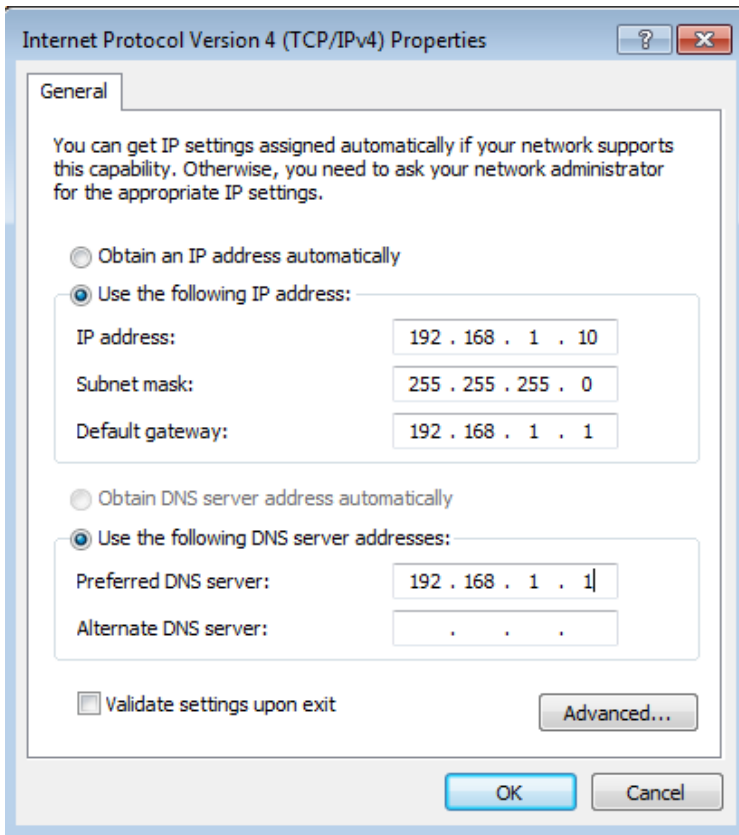 Internet Protocol Version 4 (TCP/IPv4) Properties
General
You can get IP settings assigned automatically if your network supports
this capability. Otherwise, you need to ask your network administrator
for the appropriate IP settings.
Obtain an IP address automatically
Use the following IP address:
IP address: 192 . 168 . 1 . 10
Subnet mask: 255 . 255 . 255 . 0
Default gateway: 192 . 168 . 1 . 1
Obtain DNS server address automatically
Use the following DNS server addresses:
Preferred DNS server: 192 . 168 . 1 . 1
Alternate DNS server: . . .
Validate settings upon exit
Advanced...
OK Cancel